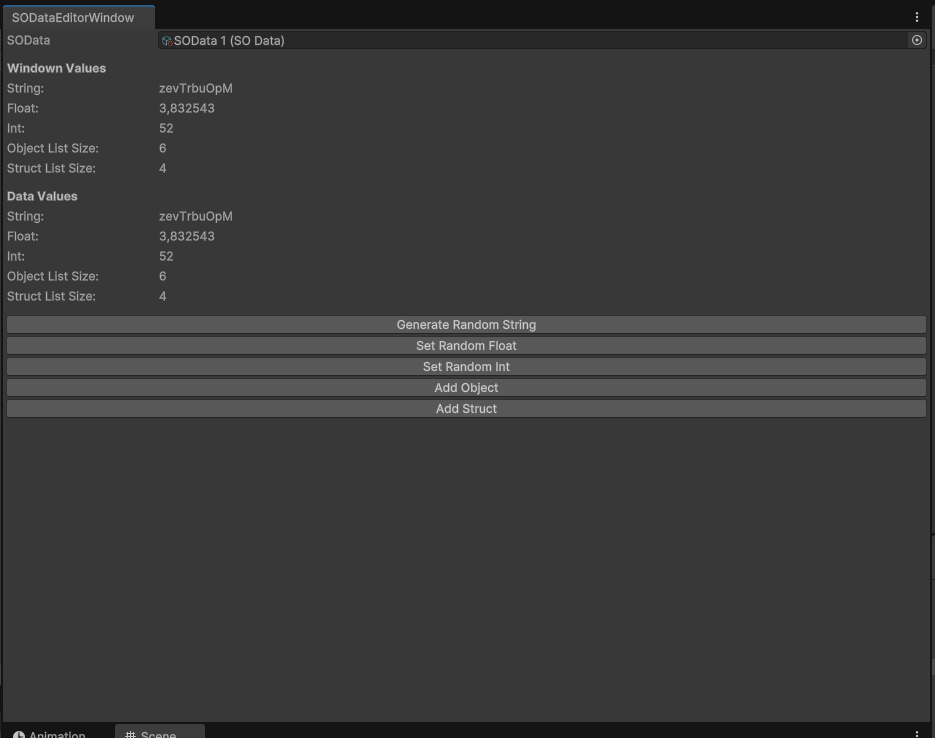 SODataEditorWindow
SOData SOData 1 (SO Data)
Windown Values
String: zevTrbuOpM
Float: 3,832543
Int: 52
Object List Size: 6
Struct List Size: 4
Data Values
String: zevTrbuOpM
Float: 3,832543
Int: 52
Object List Size: 6
Struct List Size: 4
Generate Random String
Set Random Float
Set Random Int
Add Object
Add Struct
Animation Scene